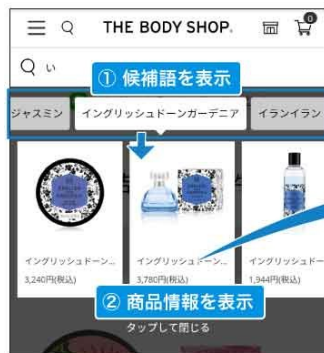 THE BODY SHOP.
0
い
① 候補語を表示
ジャスミン
イングリッシュドーンガーデニア
イランイラン
イングリッシュドーン...
イングリッシュドーン...
イングリッシュドーン
3,240円(税込)
3,780円(税込)
1,944円(税込)
② 商品情報を表示
タップして閉じる